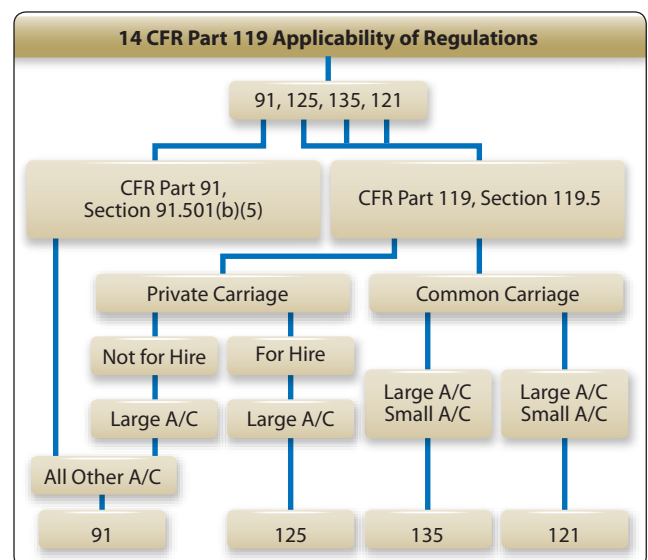 14 CFR Part 119 Applicability of Regulations
91, 125, 135, 121
CFR Part 91,
Section 91.501(b)(5)
CFR Part 119, Section 119.5
Private Carriage
Common Carriage
Not for Hire
For Hire
Large A/C
Large A/C
Large A/C
Small A/C
Large A/C
Small A/C
All Other A/C
91
125
135
121